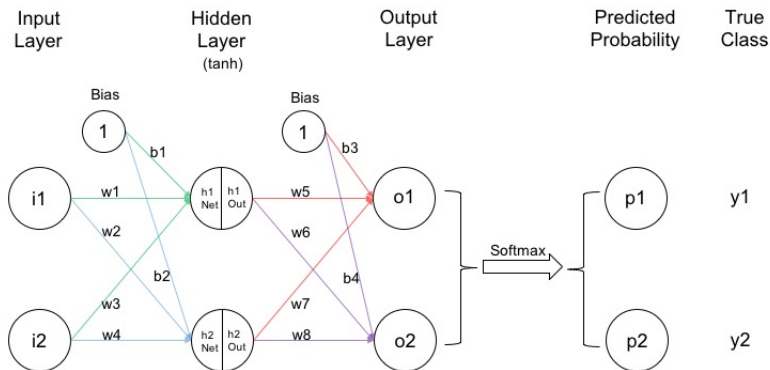 Input
Layer
Hidden
Layer
(tanh)
Output
Layer
Predicted
Probability
True
Class
Bias
1
Bias
1
b1
b3
i1
w1
h1
Net
h1
Out
w5
o1
p1
y1
w2
w6
Softmax
b2
b4
w3
w7
i2
w4
h2
Net
h2
Out
w8
o2
p2
y2